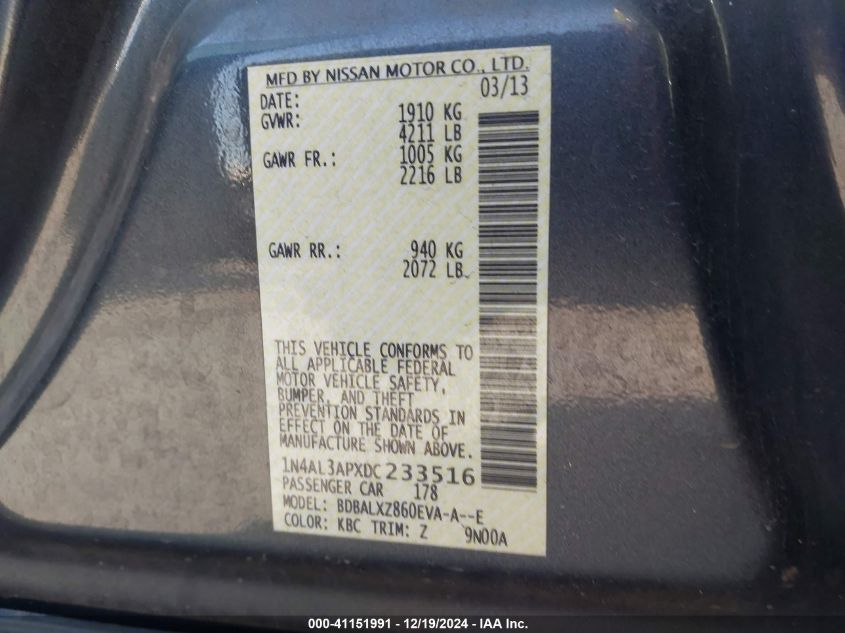 MFD BY NISSAN MOTOR CO., LTD.
DATE: 03/13
GVWR: 1910 KG
4211 LB
GAWR FR.: 1005 KG
2216 LB
GAWR RR.: 940 KG
2072 LB
THIS VEHICLE CONFORMS TO
ALL APPLICABLE FEDERAL
MOTOR VEHICLE SAFETY,
BUMPER, AND THEFT
PREVENTION STANDARDS IN
EFFECT ON THE DATE OF
MANUFACTURE SHOWN ABOVE.
1N4AL3APXDC233516
PASSENGER CAR 178
MODEL: BDBALXZ860EVA-A--E
COLOR: KBC TRIM: Z 9N00A
000-41151991 - 12/19/2024 - IAA Inc.